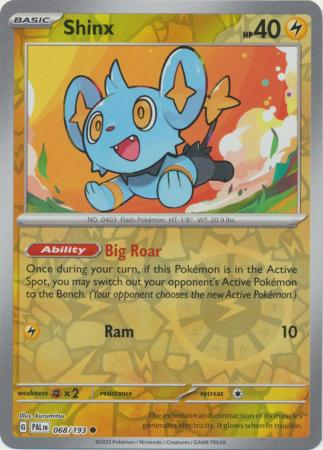 BASIC
Shinx
HP 40
NO. 0403 Flash Pokémon. HT: 1'8" WT: 20.9 lbs.
Ability Big Roar
Once during your turn, if this Pokémon is in the Active
Spot, you may switch out your opponent's Active Pokémon
to the Bench. (Your opponent chooses the new Active Pokémon.)
Ram 10
weakness ×2 resistance retreat
Illus. kurumitsu
G PAL EN 068/193
The extension and contraction of its muscles
generates electricity. It glows when in trouble.
©2023 Pokémon / Nintendo / Creatures / GAME FREAK